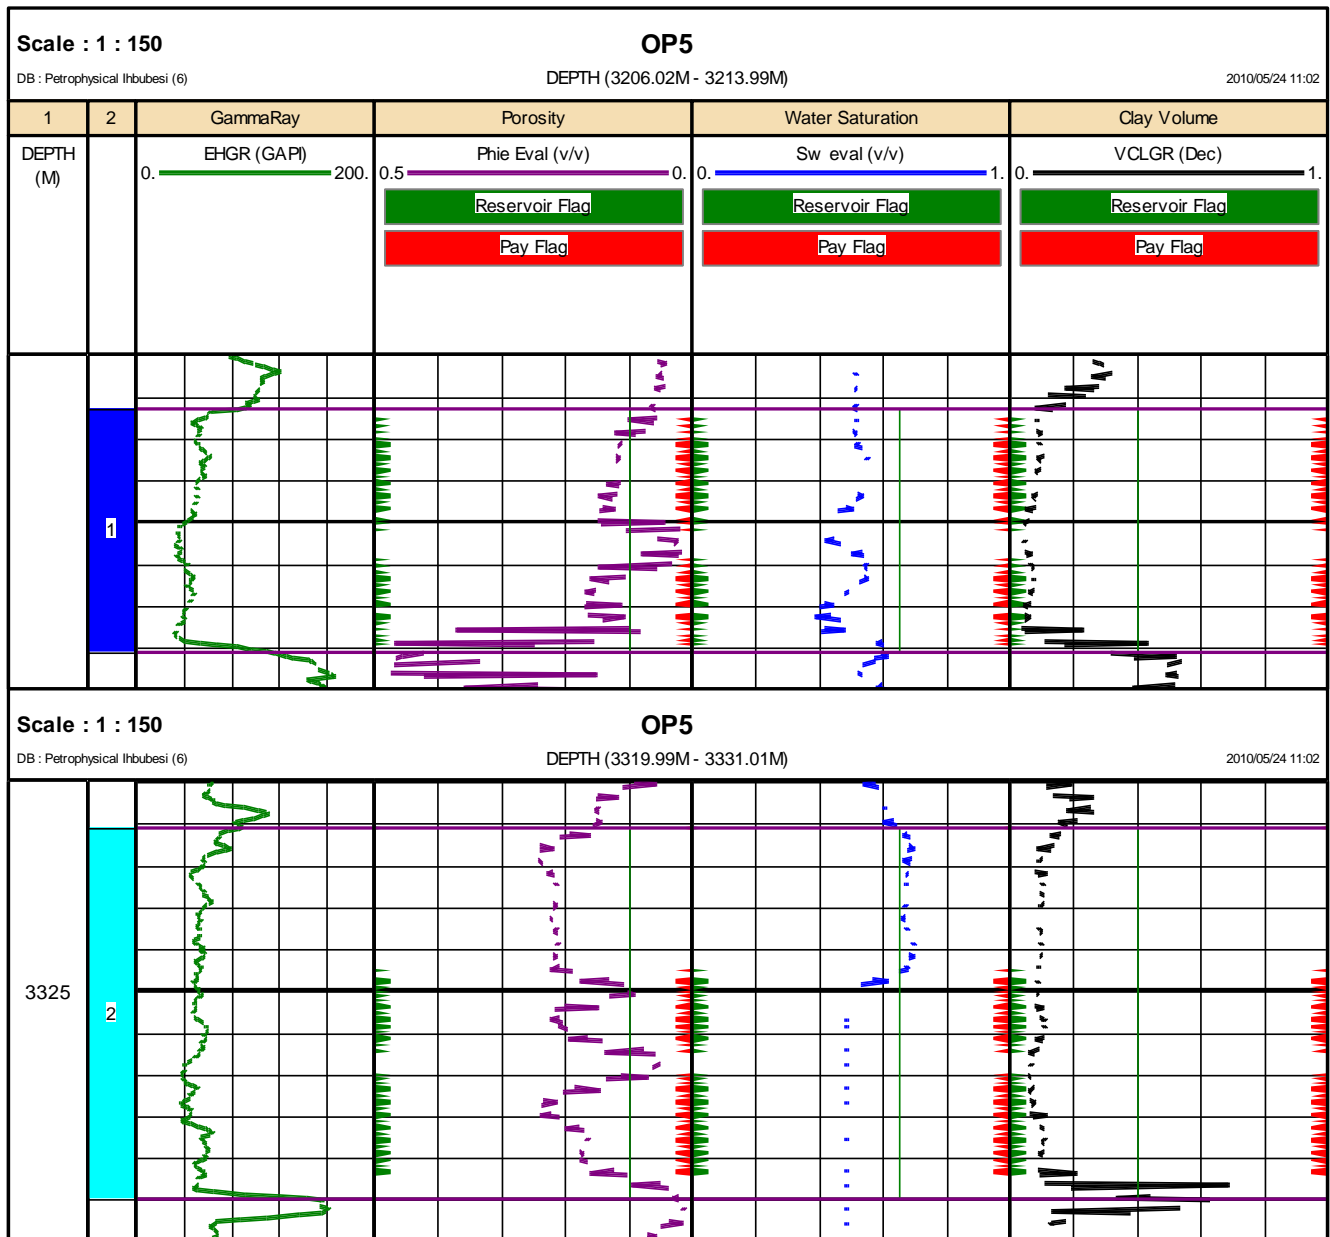 Scale : 1 : 150
OP5
DB : Petrophysical Ihbubesi (6)
DEPTH (3206.02M - 3213.99M)
2010/05/24 11:02
1 2 GammaRay Porosity Water Saturation Clay Volume
DEPTH (M)
EHGR (GAPI)
0. 200.
Phie Eval (v/v)
0.5 0.
Reservoir Flag
Pay Flag
Sw eval (v/v)
0. 1.
Reservoir Flag
Pay Flag
VCLGR (Dec)
0. 1.
Reservoir Flag
Pay Flag
1
Scale : 1 : 150
OP5
DB : Petrophysical Ihbubesi (6)
DEPTH (3319.99M - 3331.01M)
2010/05/24 11:02
3325
2